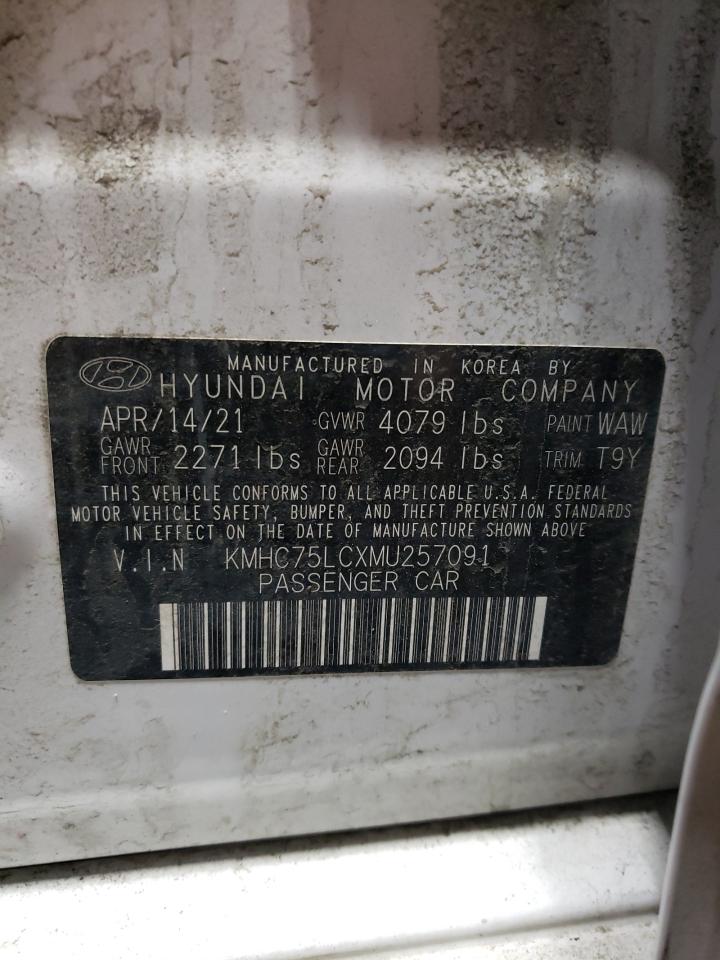 MANUFACTURED IN KOREA BY
HYUNDAI MOTOR COMPANY
APR/14/21 GVWR 4079 lbs PAINT WAW
GAWR FRONT 2271 lbs GAWR REAR 2094 lbs TRIM T9Y
THIS VEHICLE CONFORMS TO ALL APPLICABLE U.S.A. FEDERAL
MOTOR VEHICLE SAFETY, BUMPER, AND THEFT PREVENTION STANDARDS
IN EFFECT ON THE DATE OF MANUFACTURE SHOWN ABOVE
V.I.N KMHC75LCXMU257091
PASSENGER CAR